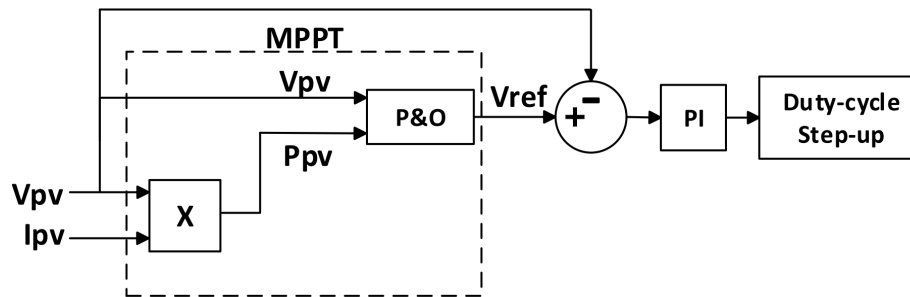 MPPT
Vpv
P&O
Vref
+
-
PI
Duty-cycle
Step-up
Ppv
Vpv
Ipv
X